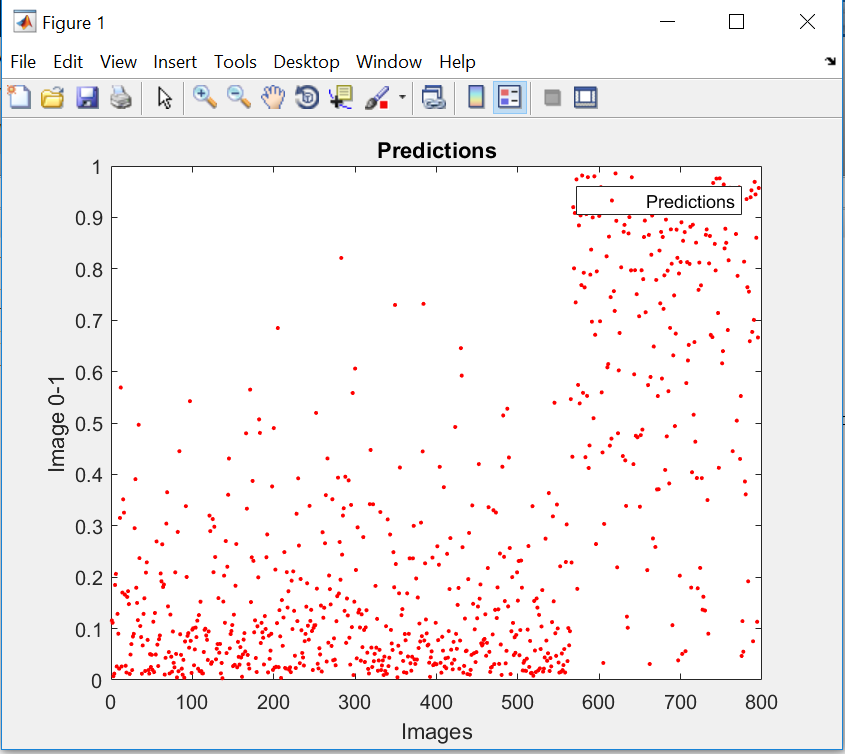 Figure 1
File Edit View Insert Tools Desktop Window Help
Predictions
Predictions
1
0.9
0.8
0.7
0.6
0.5
0.4
0.3
0.2
0.1
0
Image 0-1
0 100 200 300 400 500 600 700 800
Images